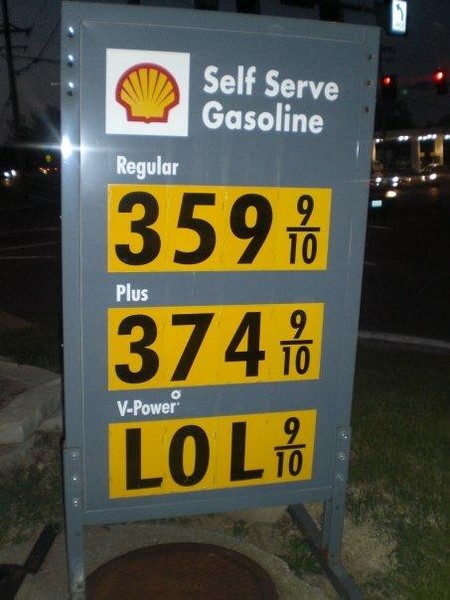 Self Serve
Gasoline
Regular
359 9/10
Plus
374 9/10
V-Power
LOL 9/10